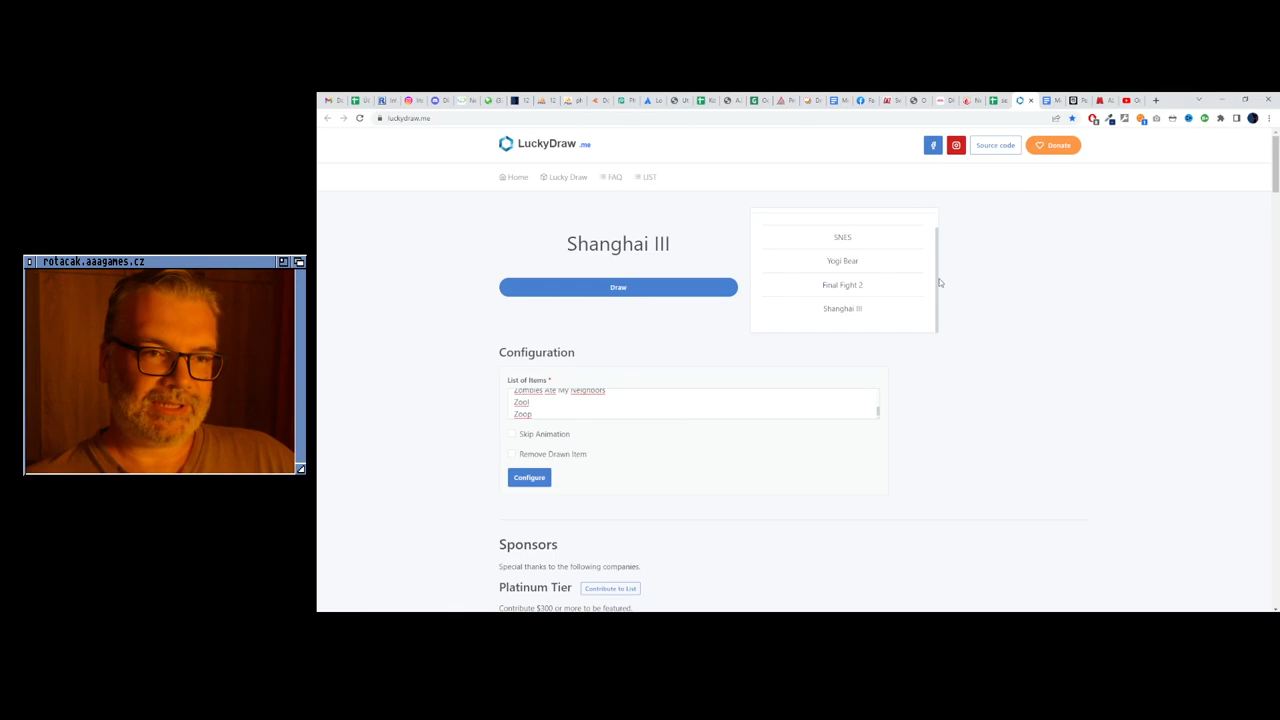 luckydraw.me
LuckyDraw .me
Source code
Donate
Home
Lucky Draw
FAQ
LIST
rotacak.aaagames.cz
Shanghai III
Draw
SNES
Yogi Bear
Final Fight 2
Shanghai III
Configuration
List of Items *
Zombies Ate My Neighbors
Zool
Zoop
Skip Animation
Remove Drawn Item
Configure
Sponsors
Special thanks to the following companies.
Platinum Tier
Contribute to List
Contribute $300 or more to be featured.